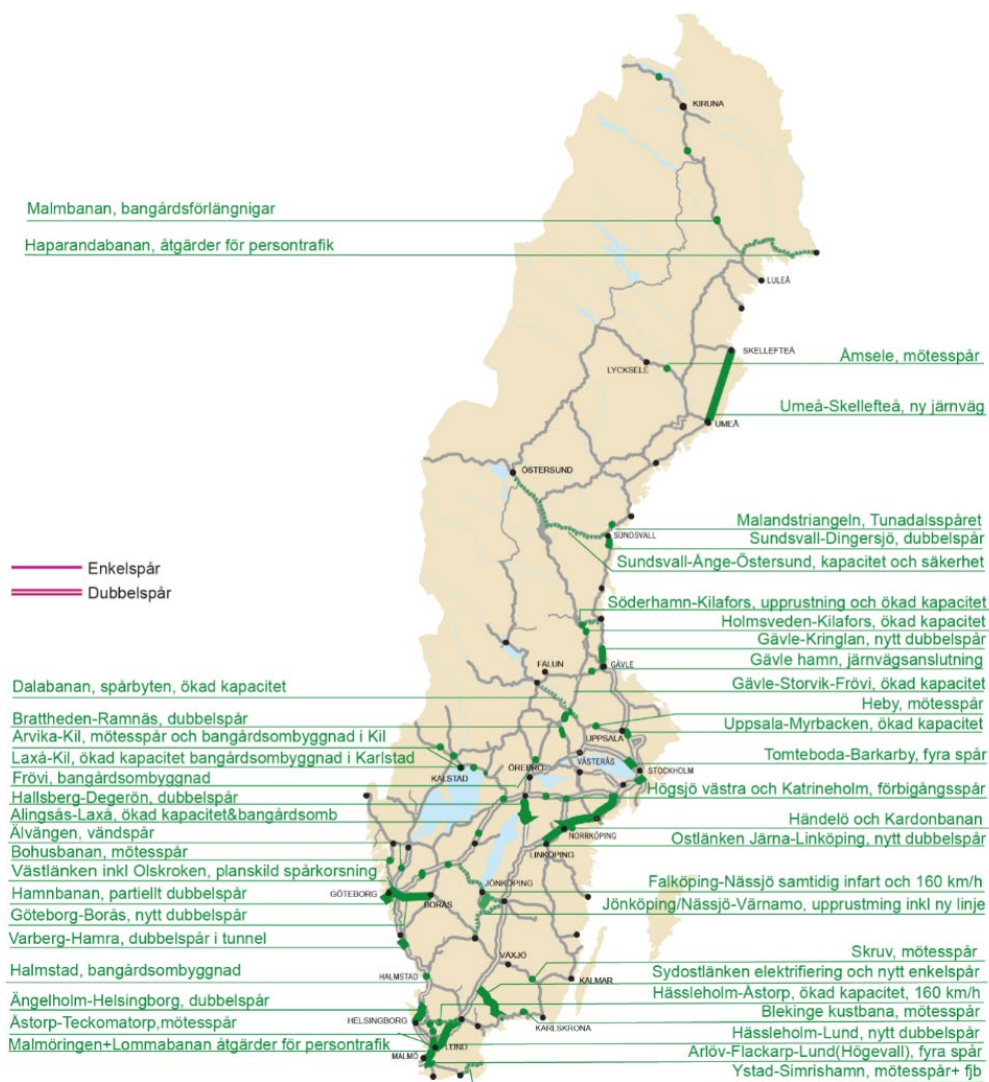 KIRUNA
Malmbanan, bangårdsförlängnigar
Haparandabanan, åtgärder för persontrafik
LULEÅ
SKELLEFTEÅ
Åmsele, mötesspår
LYCKSELE
Umeå-Skellefteå, ny järnväg
UMEÅ
ÖSTERSUND
Malandstriangeln, Tunadalsspåret
SUNDSVALL
Sundsvall-Dingersjö, dubbelspår
Sundsvall-Ånge-Östersund, kapacitet och säkerhet
Enkelspår
Dubbelspår
Söderhamn-Kilafors, upprustning och ökad kapacitet
Holmsveden-Kilafors, ökad kapacitet
Gävle-Kringlan, nytt dubbelspår
FALUN
GÄVLE
Gävle hamn, järnvägsanslutning
Dalabanan, spårbyten, ökad kapacitet
Gävle-Storvik-Frövi, ökad kapacitet
Heby, mötesspår
Brattheden-Ramnäs, dubbelspår
Uppsala-Myrbacken, ökad kapacitet
UPPSALA
Arvika-Kil, mötesspår och bangårdsombyggnad i Kil
Laxå-Kil, ökad kapacitet bangårdsombyggnad i Karlstad
Tomteboda-Barkarby, fyra spår
VÄSTERÅS
ÖREBRO
KALSTAD
STOCKHOLM
Frövi, bangårdsombyggnad
Högsjö västra och Katrineholm, förbigångsspår
Hallsberg-Degerön, dubbelspår
Alingsås-Laxå, ökad kapacitet&bangårdsomb
Händelö och Kardonbanan
Älvängen, vändspår
NORRKÖPING
Ostlänken Järna-Linköping, nytt dubbelspår
Bohusbanan, mötesspår
LINKÖPING
Västlänken inkl Olskroken, planskild spårkorsning
Falköping-Nässjö samtidig infart och 160 km/h
JÖNKÖPING
Hamnbanan, partiellt dubbelspår
GÖTEBORG
BORÅS
Jönköping/Nässjö-Värnamo, upprustming inkl ny linje
Göteborg-Borås, nytt dubbelspår
Varberg-Hamra, dubbelspår i tunnel
Skruv, mötesspår
VÄXJÖ
Halmstad, bangårdsombyggnad
HALMSTAD
Sydostlänken elektrifiering och nytt enkelspår
KALMAR
Hässleholm-Åstorp, ökad kapacitet, 160 km/h
Ängelholm-Helsingborg, dubbelspår
Blekinge kustbana, mötesspår
KARLSKRONA
HELSINGBORG
Åstorp-Teckomatorp,mötesspår
Hässleholm-Lund, nytt dubbelspår
Malmöringen+Lommabanan åtgärder för persontrafik
LUND
Arlöv-Flackarp-Lund(Högevall), fyra spår
MALMÖ
Ystad-Simrishamn, mötesspår+ fjb